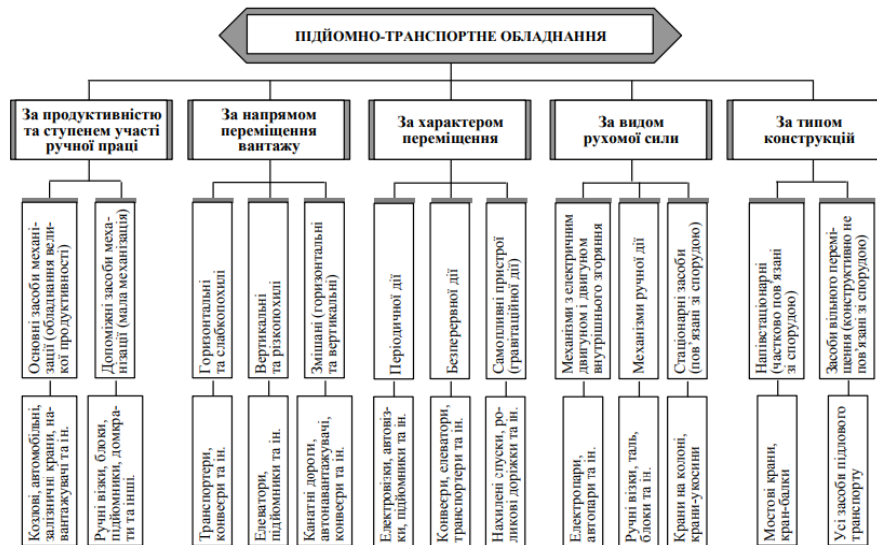 ПІДЙОМНО-ТРАНСПОРТНЕ ОБЛАДНАННЯ
За продуктивністю
та ступенем участі
ручної праці
За напрямом
переміщення
вантажу
За характером
переміщення
За видом
рухомої сили
За типом
конструкцій
Основні засоби механі-
зації (обладнання вели-
кої продуктивності)
Допоміжні засоби меха-
нізації (мала механізація)
Горизонтальні
та слабкопохилі
Вертикальні
та різкопохилі
Змішані (горизонтальні
та вертикальні)
Періодичної дії
Безперервної дії
Самопливні пристрої
(гравітаційної дії)
Механізми з електричним
двигуном і двигуном
внутрішнього згоряння
Механізми ручної дії
Стаціонарні засоби
(пов’язані зі спорудою)
Напівстаціонарні
(частково пов’язані
зі спорудою)
Засоби вільного перемі-
щення (конструктивно не
пов’язані зі спорудою)
Козлові, автомобільні,
залізничні крани, на-
вантажувачі та ін.
Ручні візки, блоки,
підйомники, домкра-
ти та інші.
Транспортери,
конвеєри та ін.
Елеватори,
підйомники та ін.
Канатні дороги,
автонавантажувачі,
конвеєри та ін.
Електровізки, автовіз-
ки, підйомники та ін.
Конвеєри, елеватори,
транспортери та ін.
Нахилені спуски, ро-
ликові доріжки та ін.
Електропари,
автопари та ін.
Ручні візки, таль,
блоки та ін.
Крани на колоні,
крани-укосини
Мостові крани,
кран-балки
Усі засоби підлового
транспорту